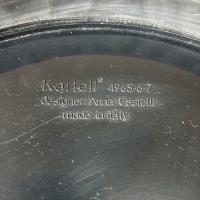 Kartell® 4965-6-7
designer: Anna Castelli
made in italy